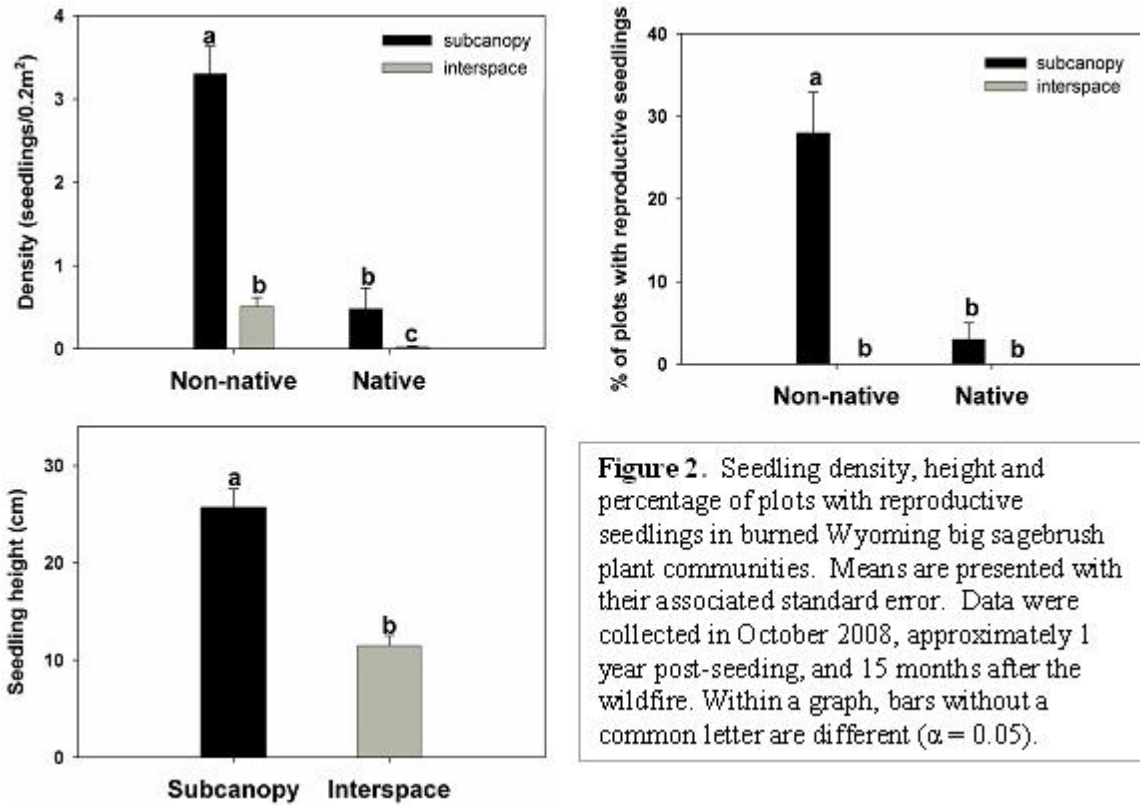 Density (seedlings/0.2m²)
4
3
2
1
0
a
b
b
c
subcanopy
interspace
Non-native Native
% of plots with reproductive seedlings
40
30
20
10
0
a
b
b
b
subcanopy
interspace
Non-native Native
Seedling height (cm)
30
20
10
0
a
b
Subcanopy Interspace
Figure 2. Seedling density, height and
percentage of plots with reproductive
seedlings in burned Wyoming big sagebrush
plant communities. Means are presented with
their associated standard error. Data were
collected in October 2008, approximately 1
year post-seeding, and 15 months after the
wildfire. Within a graph, bars without a
common letter are different (α = 0.05).